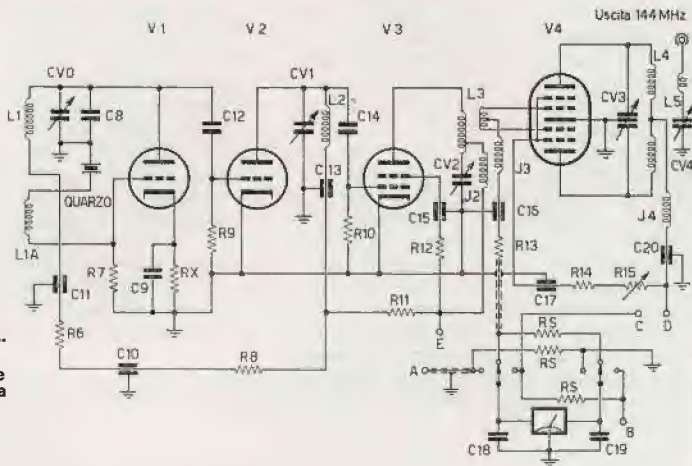 Uscita 144 MHz
V1
V2
V3
V4
L1
CV0
C8
C12
CV1
L2
C14
L3
L4
CV3
L5
CV4
QUARZO
C13
CV2
J2
J3
L1A
R7
C9
RX
R9
R10
C15
C15
R12
R13
J4
C20
C11
C17
R14
R15
R11
E
C
D
R6
C10
R8
A
RS
RS
RS
B
C18
C19
..
e
a